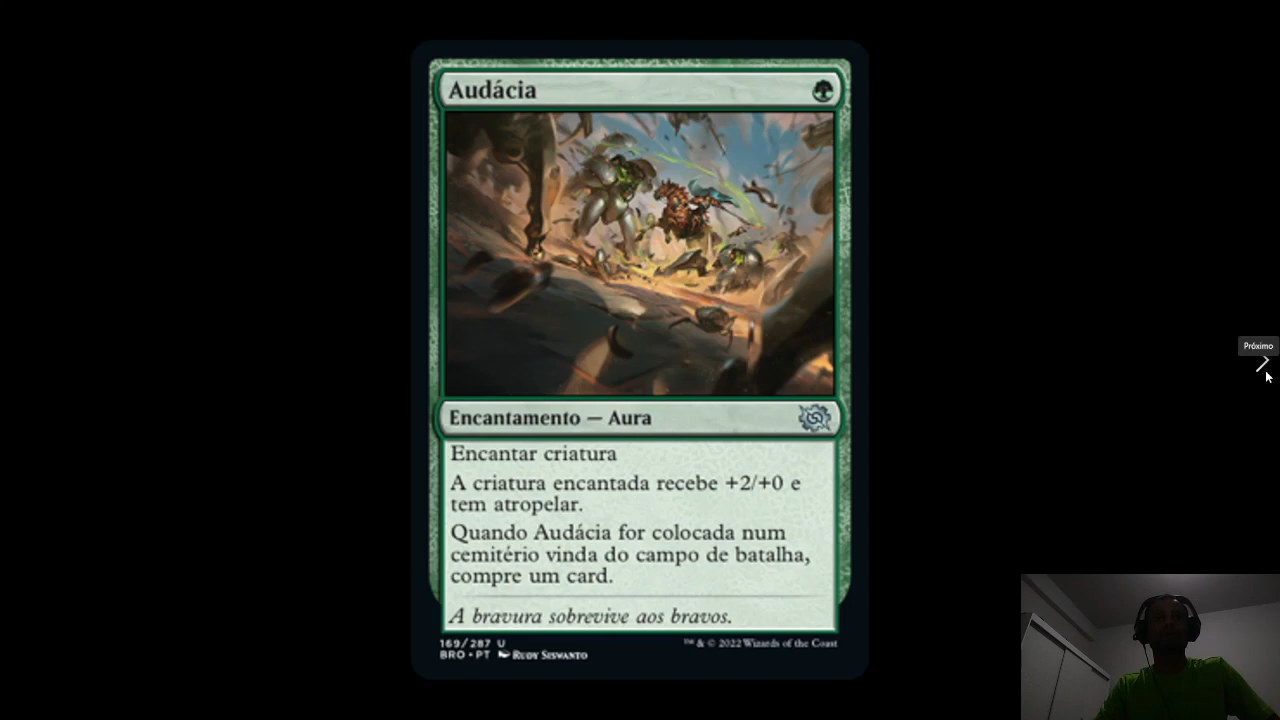 Audácia
Encantamento — Aura
Encantar criatura
A criatura encantada recebe +2/+0 e
tem atropelar.
Quando Audácia for colocada num
cemitério vinda do campo de batalha,
compre um card.
A bravura sobrevive aos bravos.
169/287 U
BRO • PT Rudy Siswanto
™ & © 2022 Wizards of the Coast
Próximo